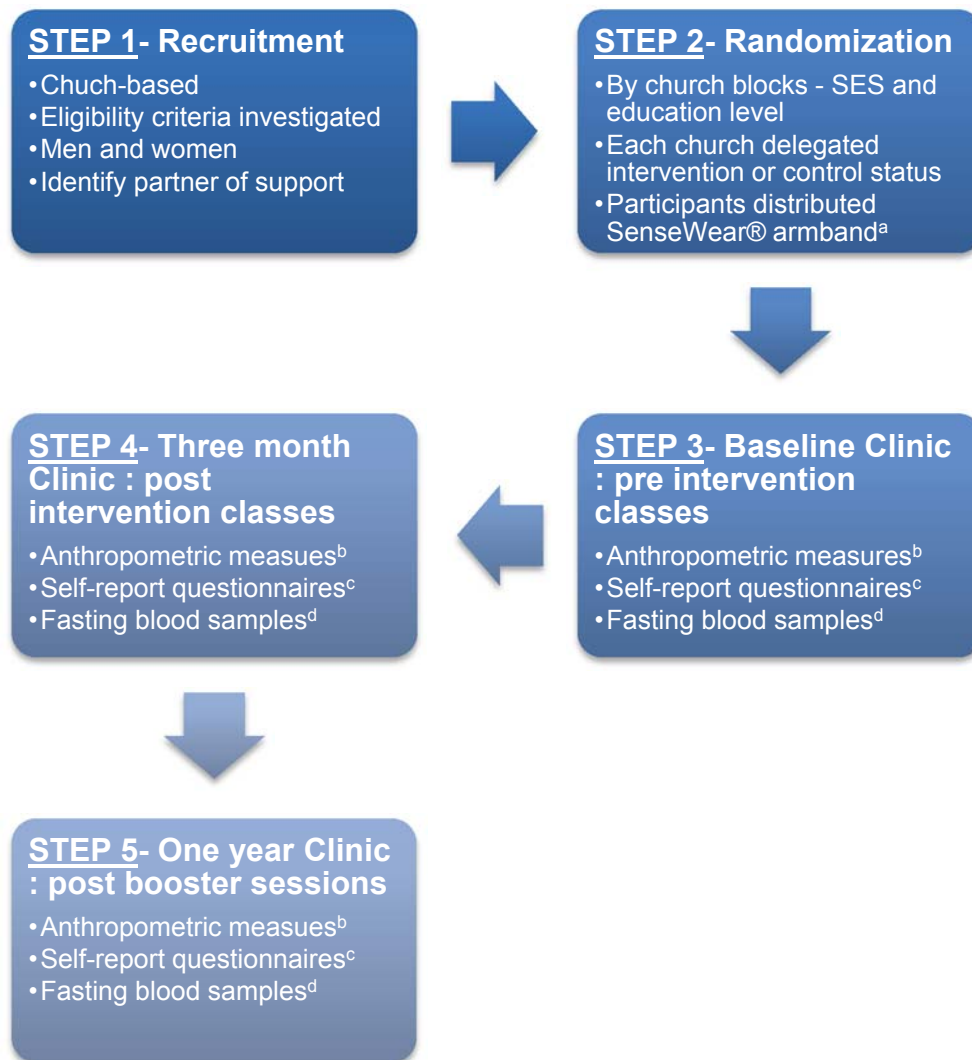 STEP 1- Recruitment
•Chuch-based
•Eligibility criteria investigated
•Men and women
•Identify partner of support
STEP 2- Randomization
•By church blocks - SES and
education level
•Each church delegated
intervention or control status
•Participants distributed
SenseWear® armbandᵃ
STEP 3- Baseline Clinic
: pre intervention
classes
•Anthropometric measuresᵇ
•Self-report questionnairesᶜ
•Fasting blood samplesᵈ
STEP 4- Three month
Clinic : post
intervention classes
•Anthropometric measuesᵇ
•Self-report questionnairesᶜ
•Fasting blood samplesᵈ
STEP 5- One year Clinic
: post booster sessions
•Anthropometric measuesᵇ
•Self-report questionnairesᶜ
•Fasting blood samplesᵈ